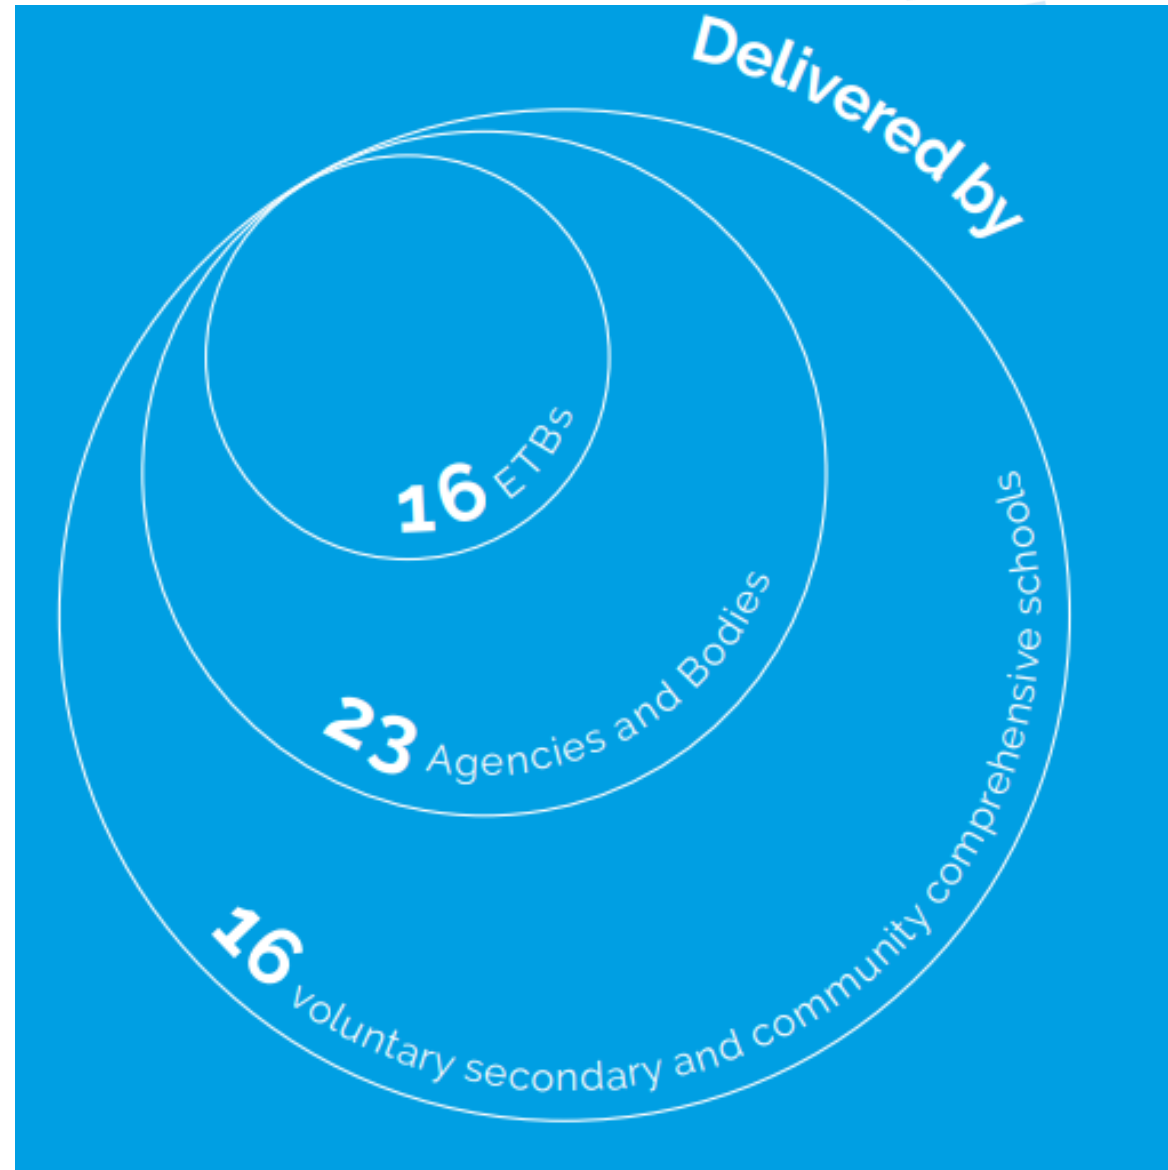 Delivered by
16 ETBs
23 Agencies and Bodies
16 voluntary secondary and community comprehensive schools